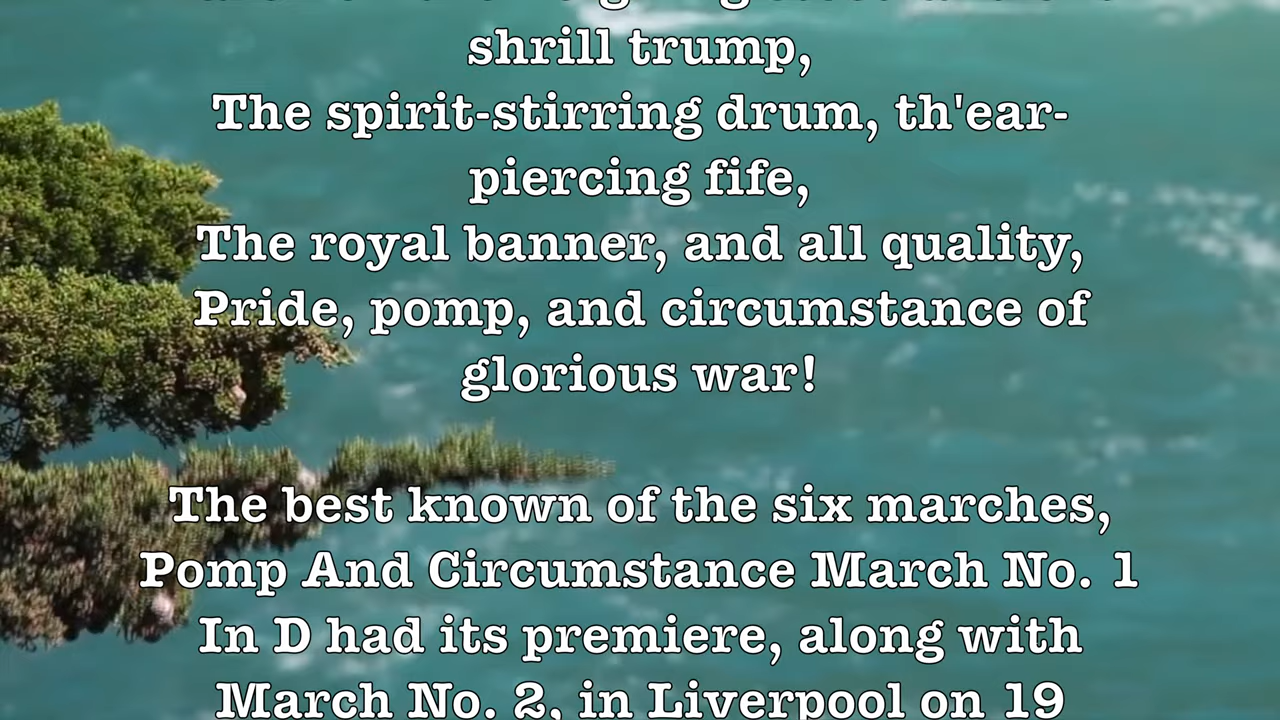 shrill trump,
The spirit-stirring drum, th'ear-
piercing fife,
The royal banner, and all quality,
Pride, pomp, and circumstance of
glorious war!
The best known of the six marches,
Pomp And Circumstance March No. 1
In D had its premiere, along with
March No. 2, in Liverpool on 19